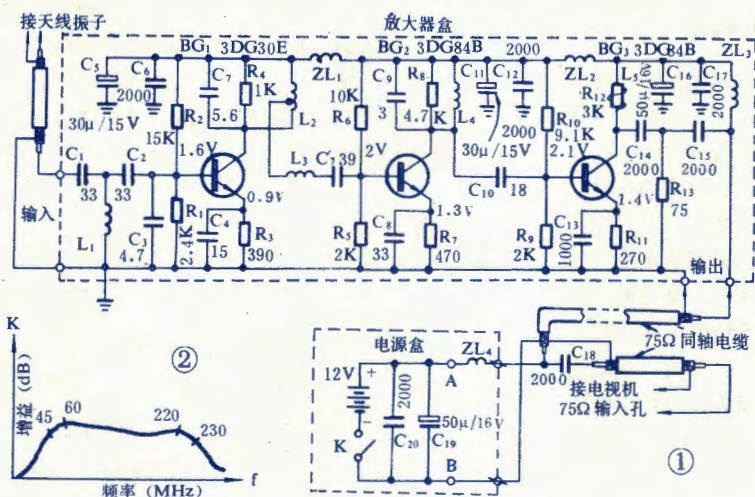 接天线振子
放大器盒
BG₁ 3DG30E
BG₂ 3DG84B
2000
BG₃ 3DG84B
ZL₃
C₅
C₆
2000
30μ/15V
R₂
15K
C₇
5.6
R₄
1K
L₂
ZL₁
10K
R₆
C₉
3
R₈
4.7
K
L₄
C₁₁
C₁₂
2000
30μ/15V
ZL₂
R₁₀
9.1K
L₅
R₁₂
3K
50μ/16V
C₁₆
C₁₇
2000
C₁
33
C₂
33
1.6V
0.9V
L₃
C₇
39
2V
1.3V
C₁₀
18
2.1V
1.4V
C₁₄
2000
C₁₅
2000
输入
L₁
C₃
4.7
R₁
2.4K
C₄
15
R₃
390
R₅
2K
C₈
33
R₇
470
R₉
2K
C₁₃
1000
R₁₁
270
R₁₃
75
输出
K
增益(dB)
②
45
60
220
230
f
频率(MHz)
电源盒
12V
+
-
K
2000
C₂₀
50μ/16V
C₁₉
A
B
ZL₄
2000
C₁₈
75Ω同轴电缆
接电视机
75Ω输入孔
①